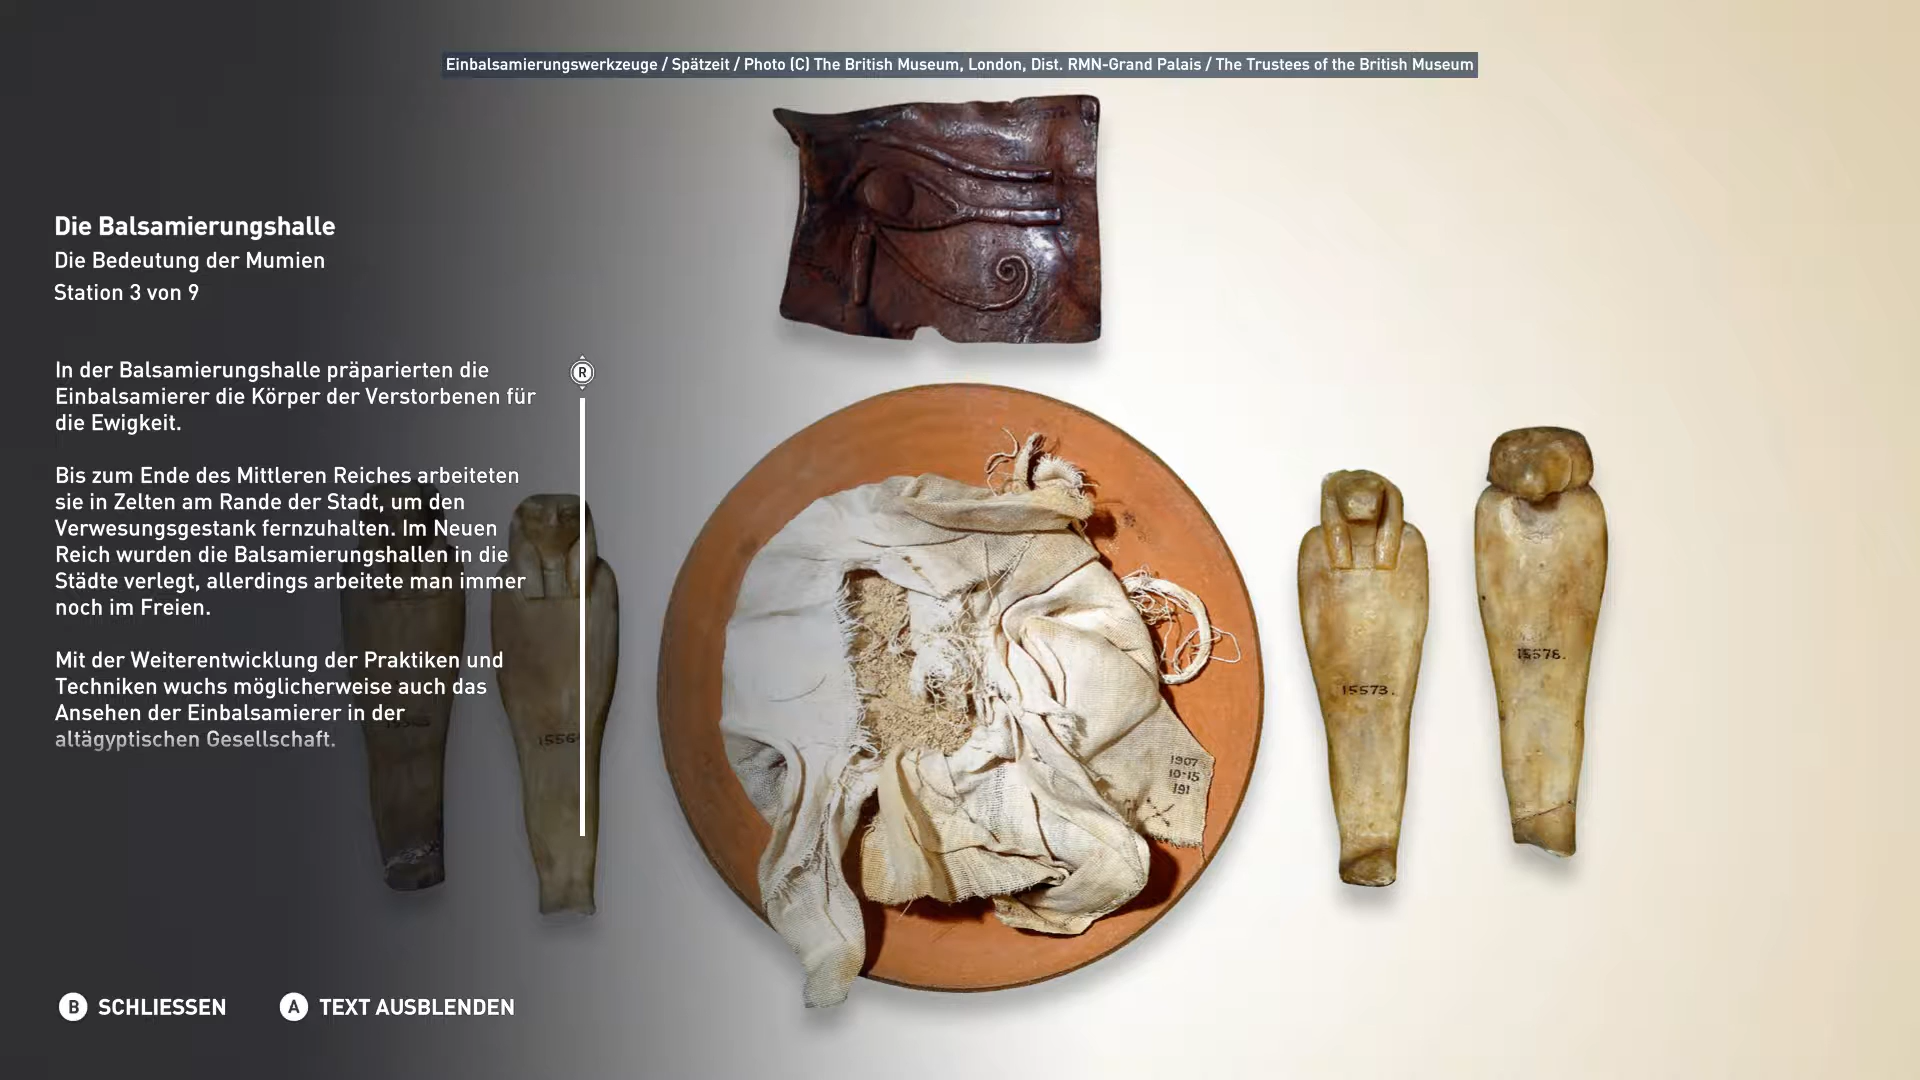 Einbalsamierungswerkzeuge / Spätzeit / Photo (C) The British Museum, London, Dist. RMN-Grand Palais / The Trustees of the British Museum
Die Balsamierungshalle
Die Bedeutung der Mumien
Station 3 von 9
In der Balsamierungshalle präparierten die
Einbalsamierer die Körper der Verstorbenen für
die Ewigkeit.
Bis zum Ende des Mittleren Reiches arbeiteten
sie in Zelten am Rande der Stadt, um den
Verwesungsgestank fernzuhalten. Im Neuen
Reich wurden die Balsamierungshallen in die
Städte verlegt, allerdings arbeitete man immer
noch im Freien.
Mit der Weiterentwicklung der Praktiken und
Techniken wuchs möglicherweise auch das
Ansehen der Einbalsamierer in der
altägyptischen Gesellschaft.
R
15573.
15578.
1907
10-15
191
B SCHLIESSEN
A TEXT AUSBLENDEN